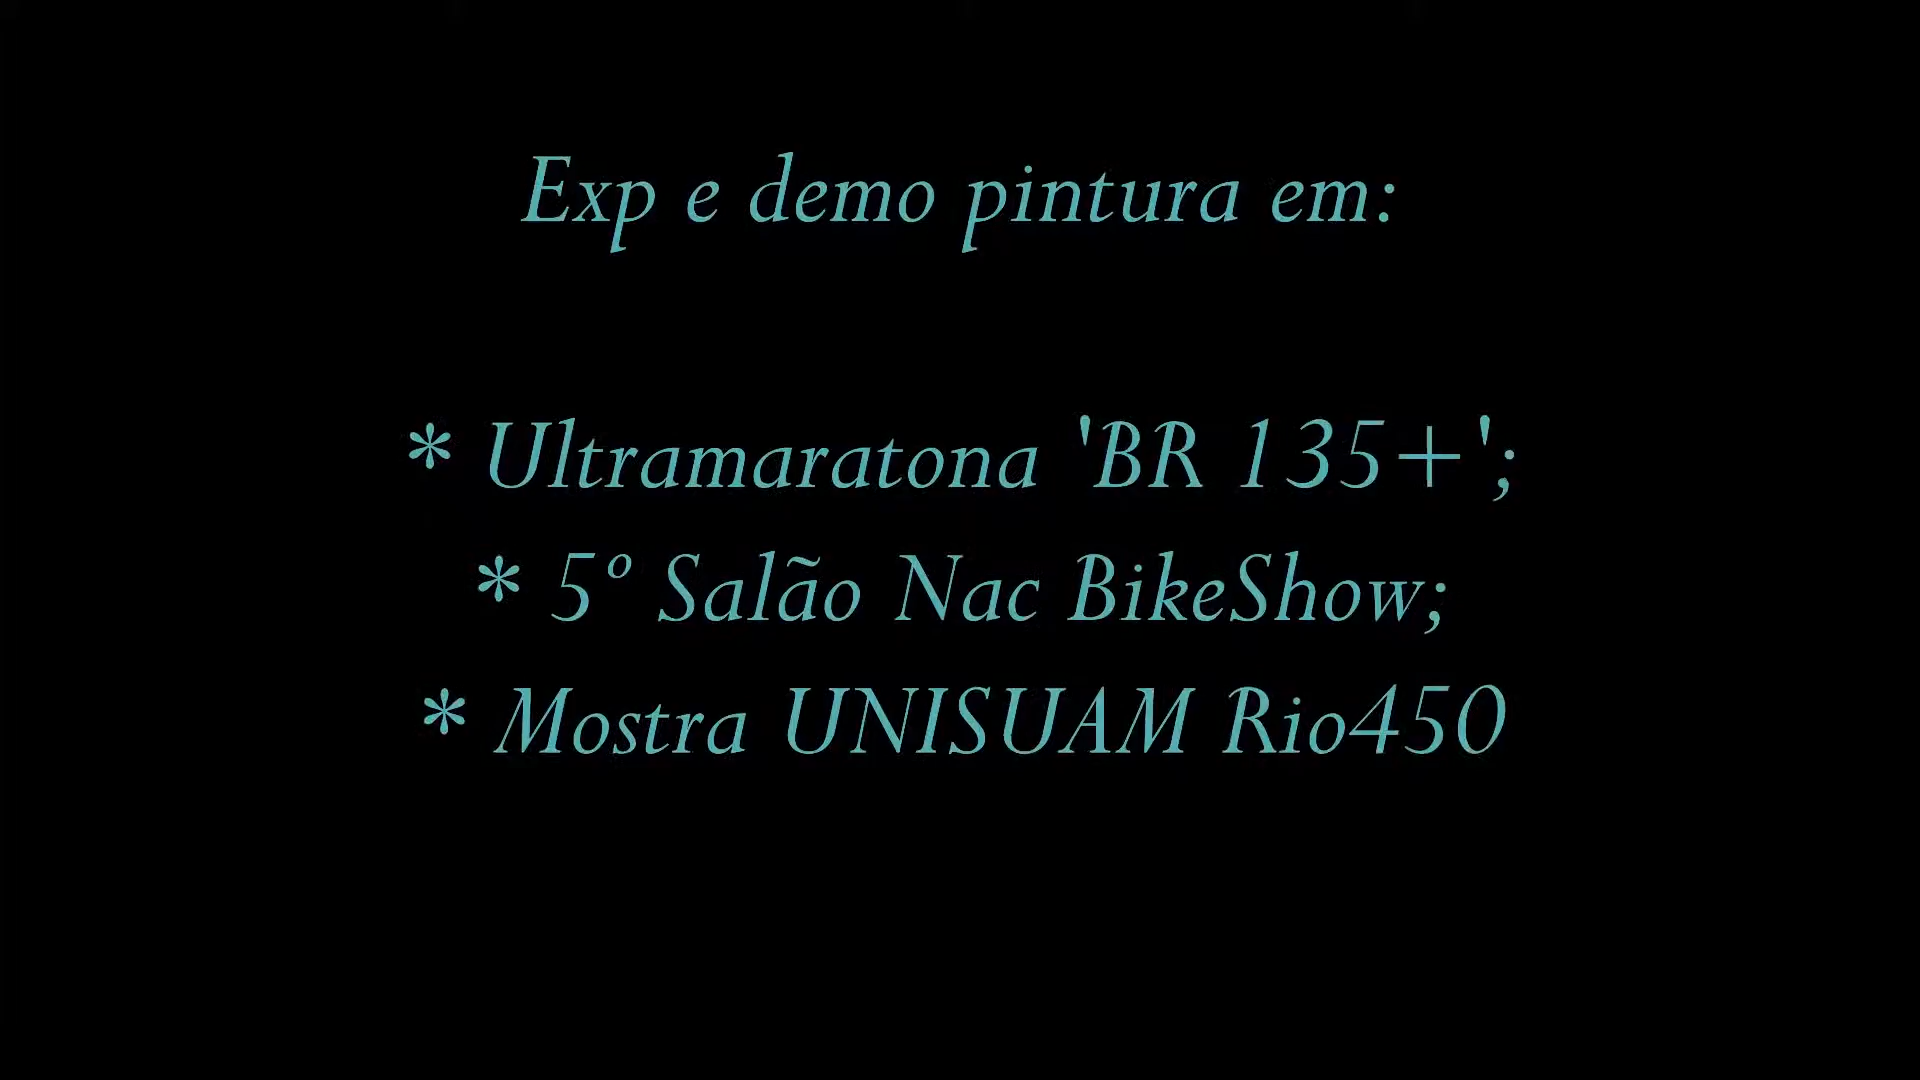 Exp e demo pintura em:
* Ultramaratona 'BR 135+';
* 5º Salão Nac BikeShow;
* Mostra UNISUAM Rio450